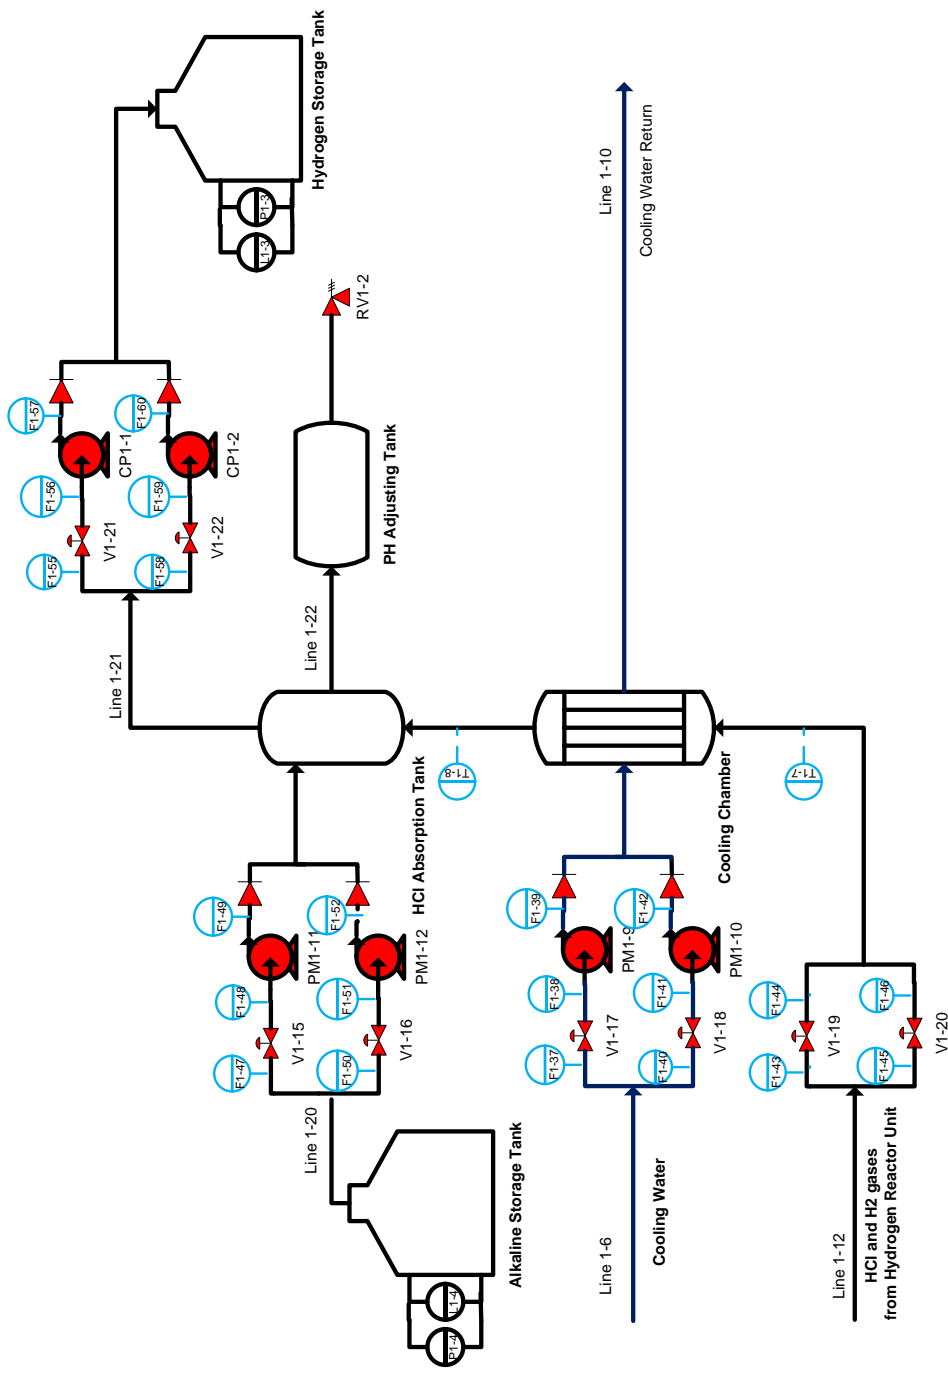 Hydrogen Storage Tank
P1-3
L1-3
Line 1-10
Cooling Water Return
RV1-2
F1-57
F1-60
CP1-1
CP1-2
F1-56
F1-59
V1-21
V1-22
F1-55
F1-58
PH Adjusting Tank
Line 1-21
Line 1-22
HCl Absorption Tank
T1-8
Cooling Chamber
T1-7
F1-49
F1-52
PM1-11
PM1-12
F1-48
F1-51
V1-15
V1-16
F1-47
F1-50
F1-39
F1-42
PM1-9
PM1-10
F1-38
F1-41
V1-17
V1-18
F1-37
F1-40
F1-44
F1-46
V1-19
V1-20
F1-43
F1-45
Line 1-20
Alkaline Storage Tank
L1-4
P1-4
Cooling Water
Line 1-6
HCl and H2 gases
from Hydrogen Reactor Unit
Line 1-12